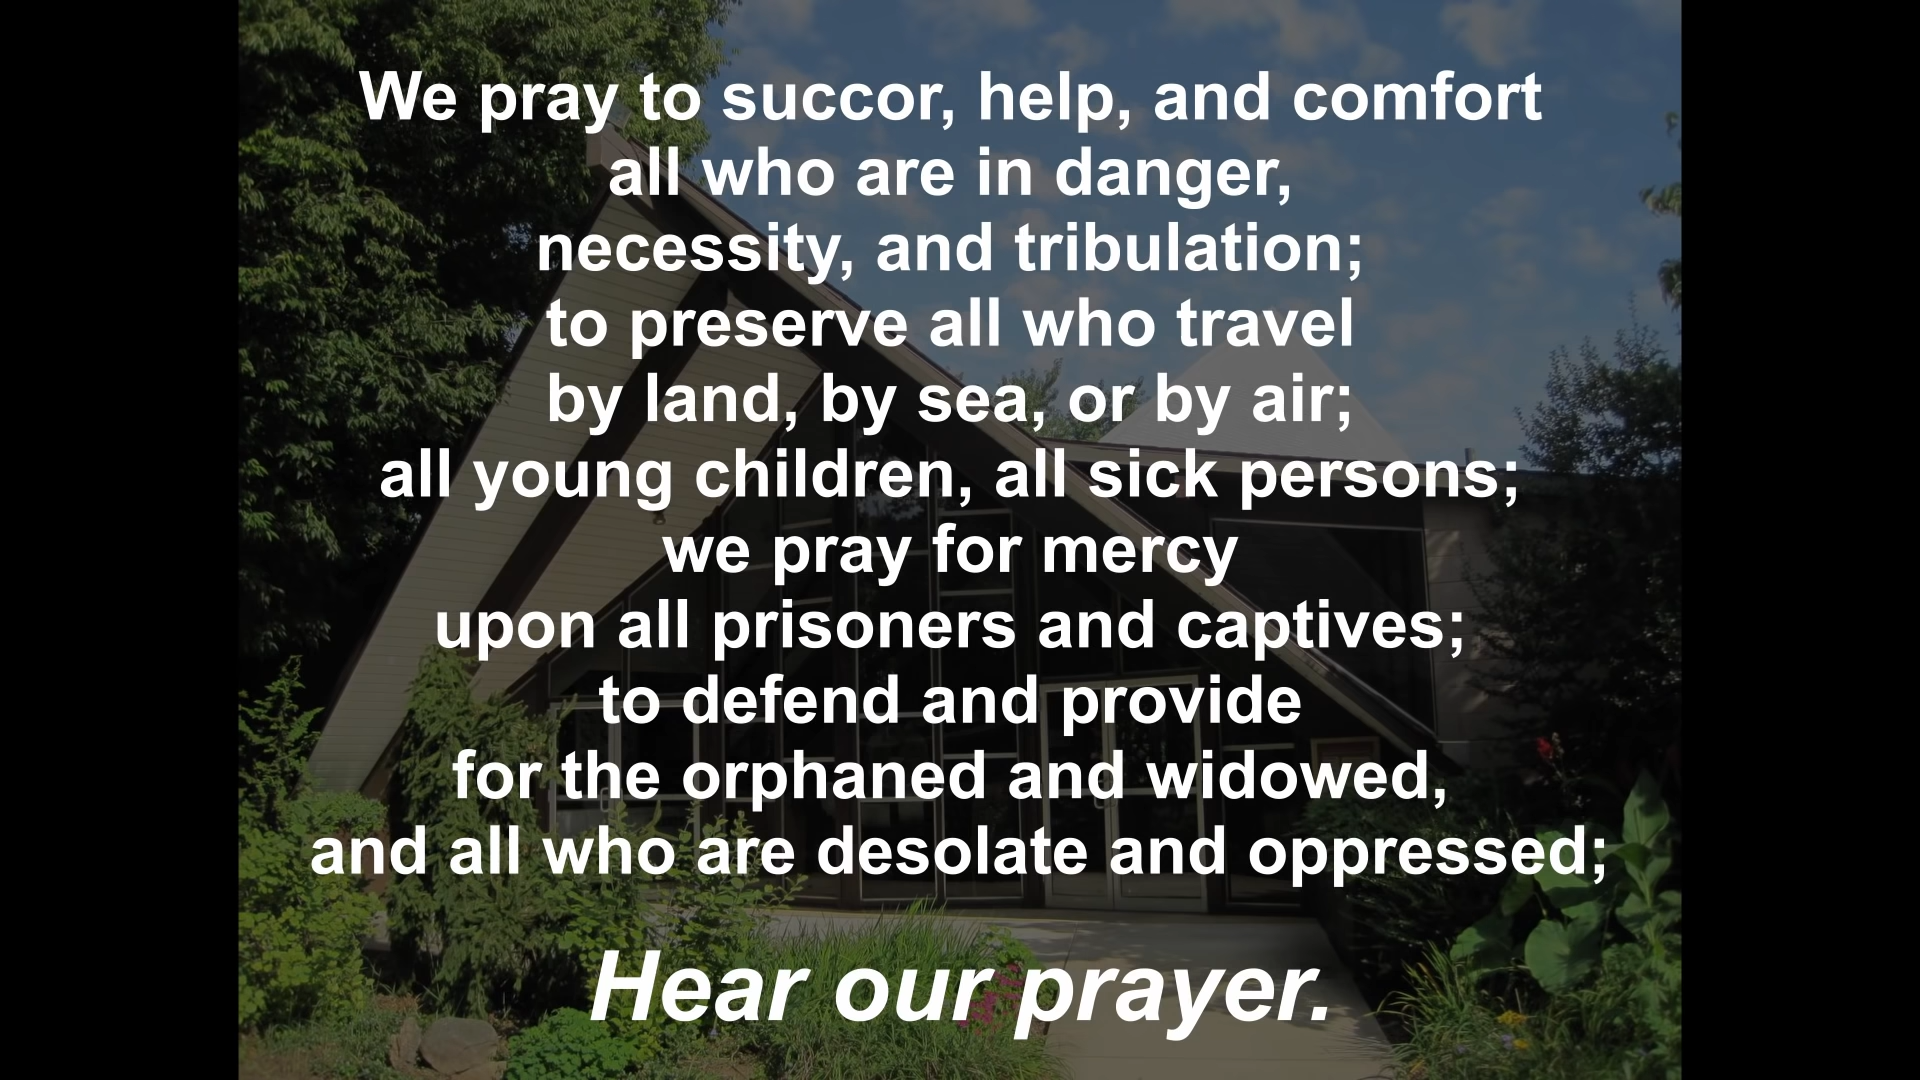 We pray to succor, help, and comfort
all who are in danger,
necessity, and tribulation;
to preserve all who travel
by land, by sea, or by air;
all young children, all sick persons;
we pray for mercy
upon all prisoners and captives;
to defend and provide
for the orphaned and widowed,
and all who are desolate and oppressed;
Hear our prayer.